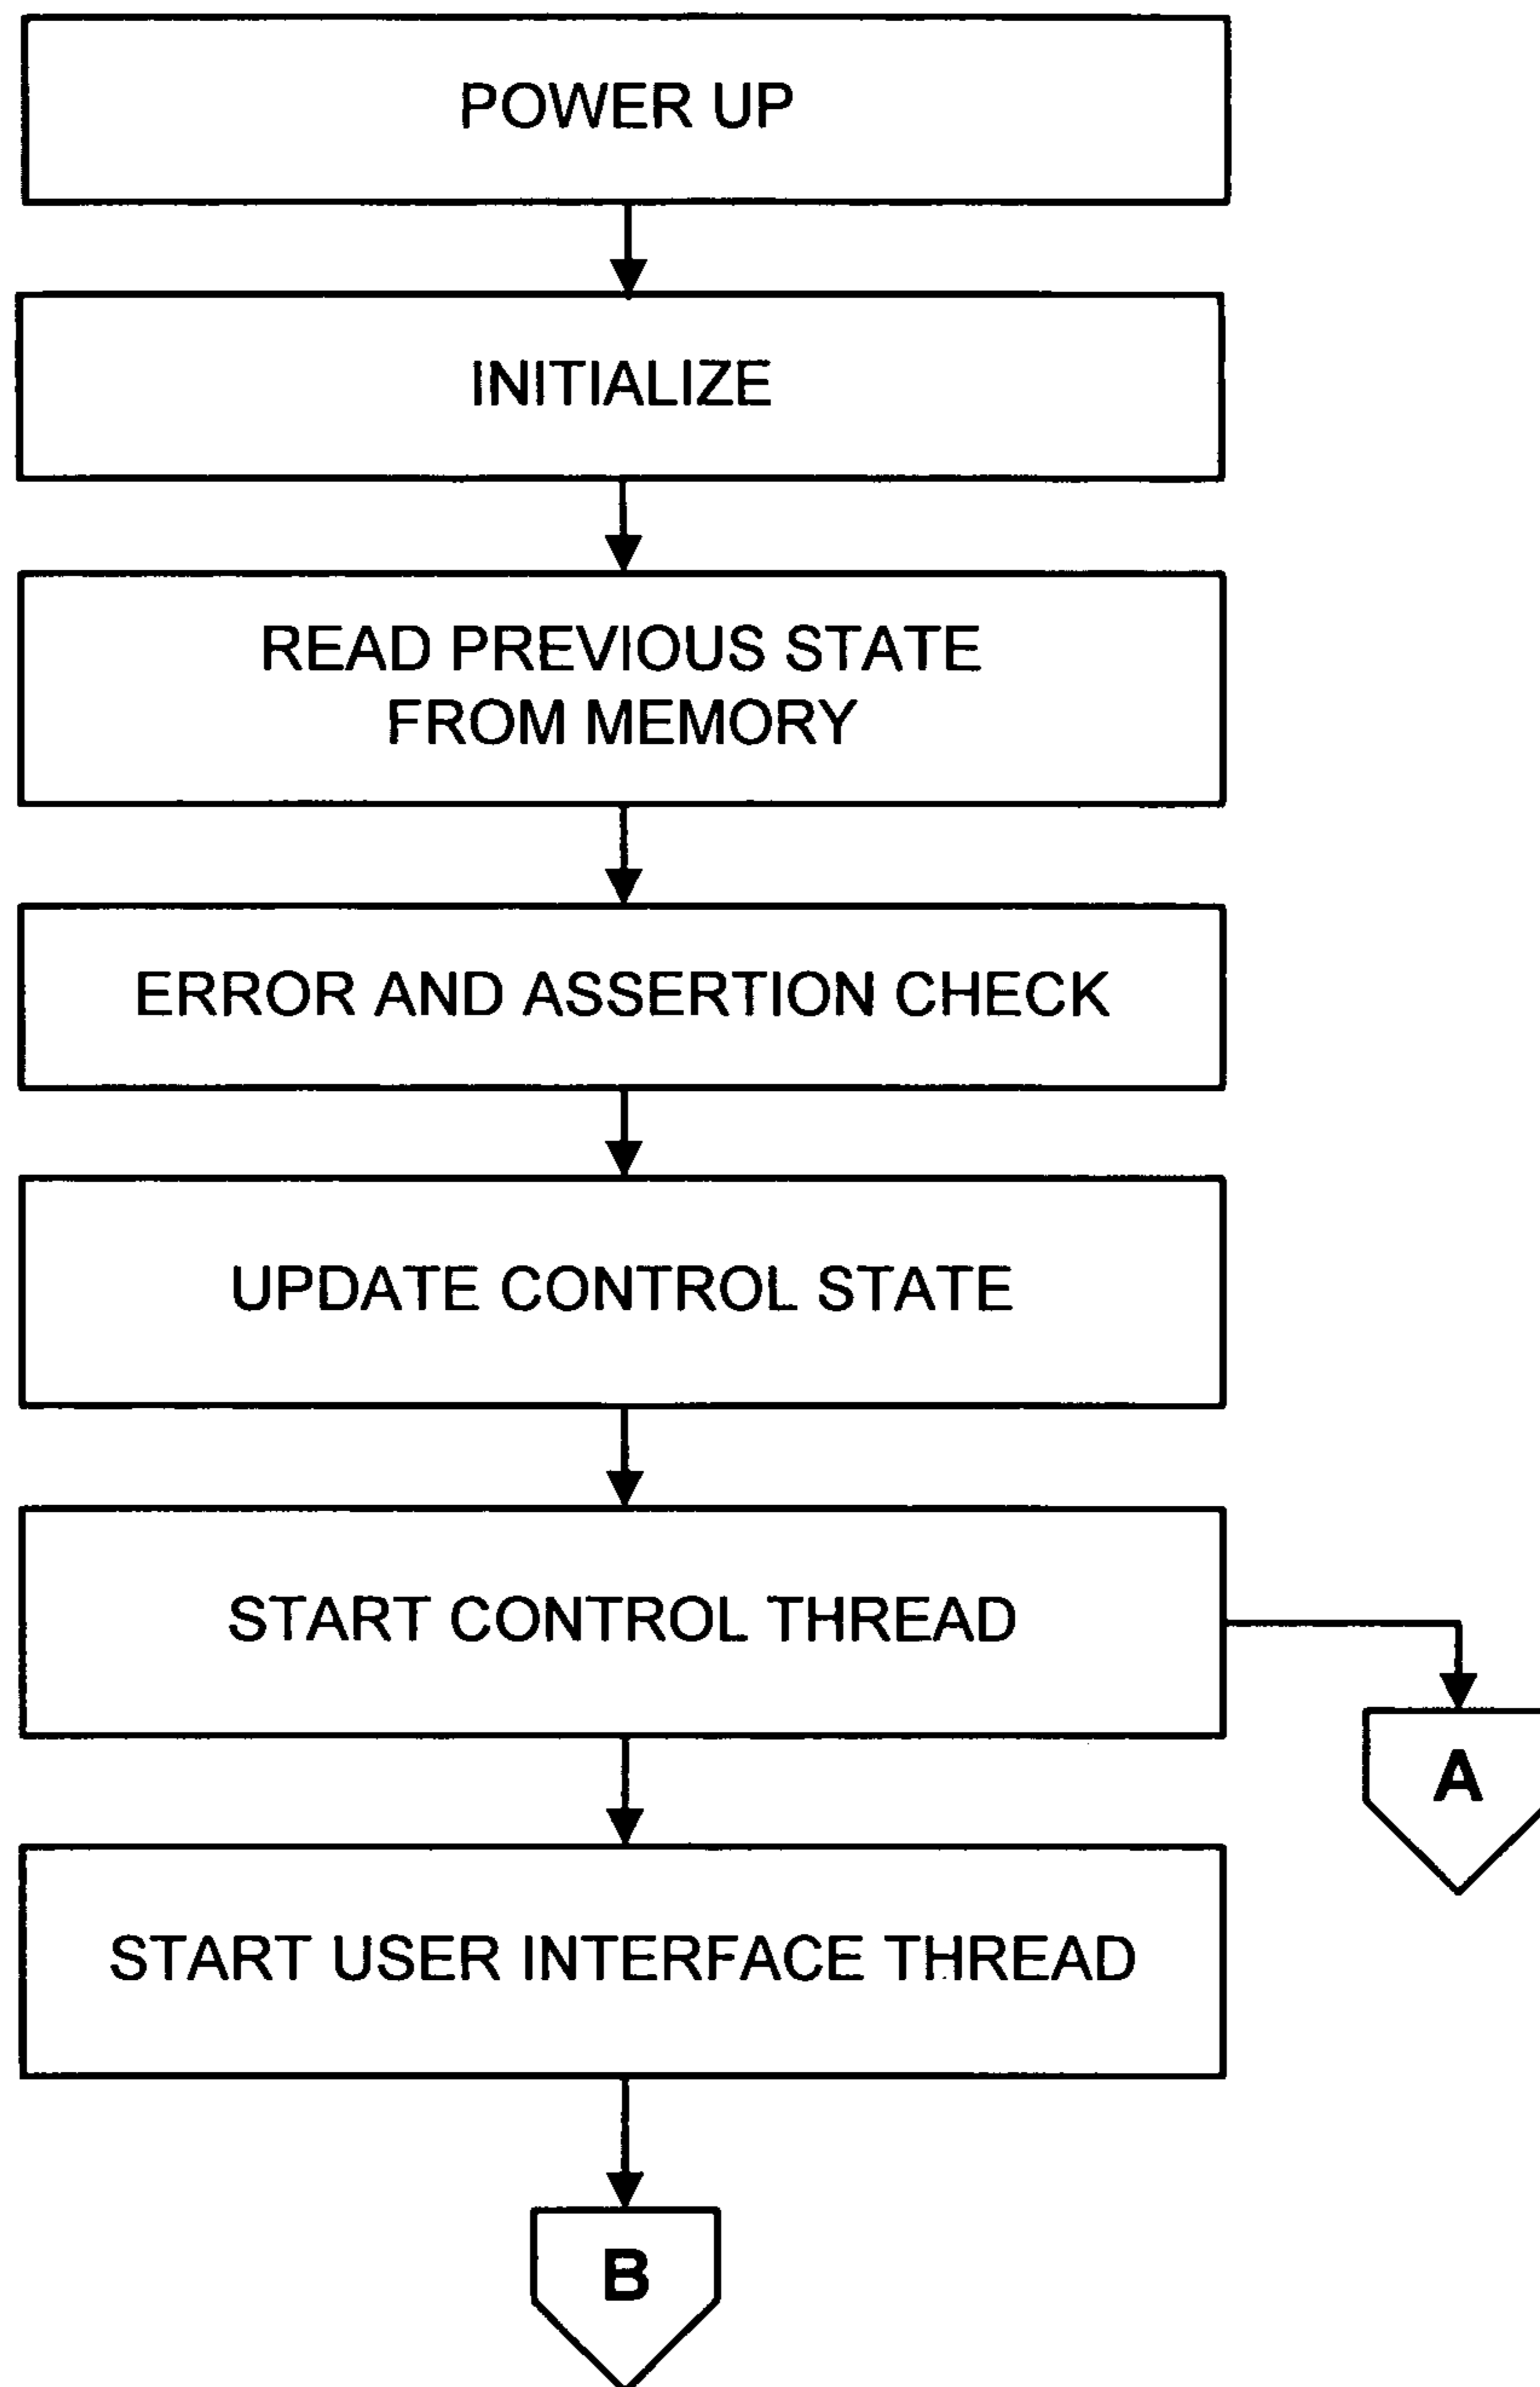 POWER UP
INITIALIZE
READ PREVIOUS STATE
FROM MEMORY
ERROR AND ASSERTION CHECK
UPDATE CONTROL STATE
START CONTROL THREAD
A
START USER INTERFACE THREAD
B